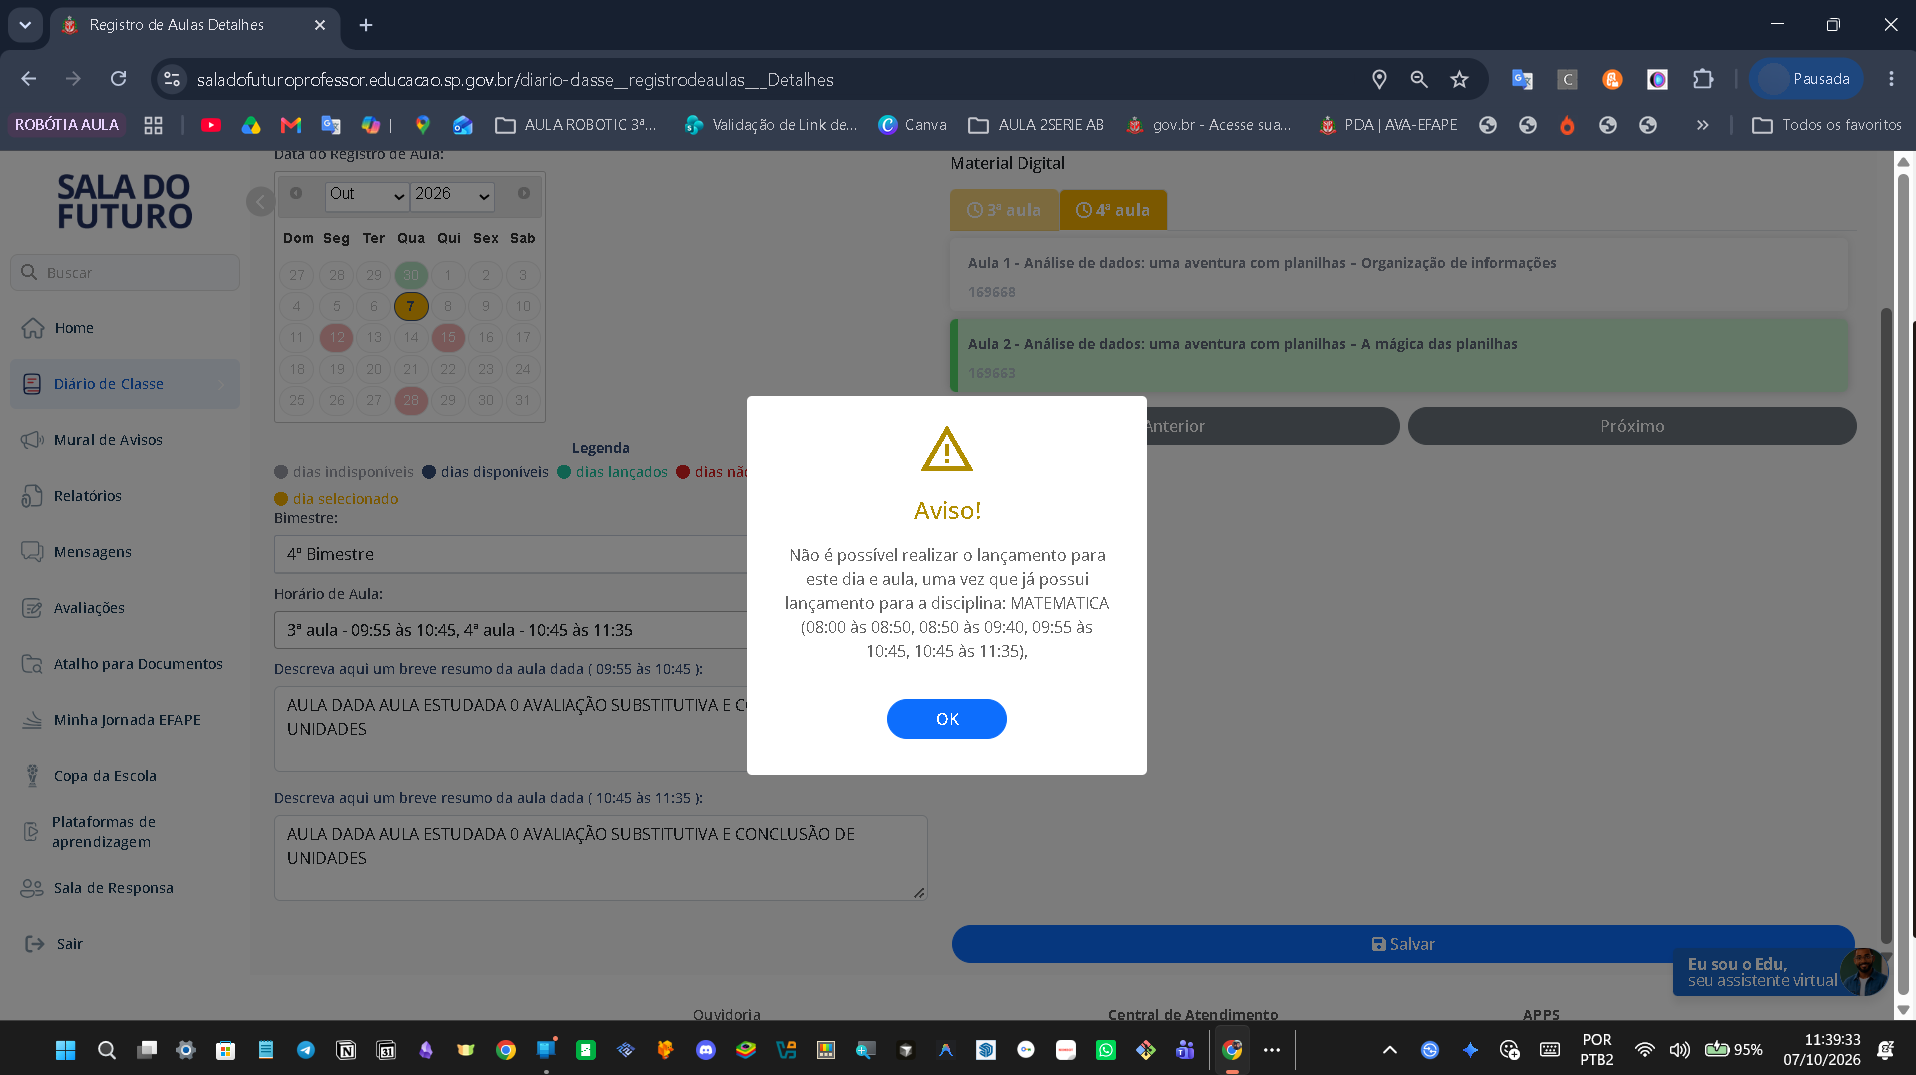 Registro de Aulas Detalhes
saladofuturoprofessor.educacao.sp.gov.br/diario-classe__registrodeaulas___Detalhes
Pausada
ROBÓTIA AULA
AULA ROBOTIC 3ª...
Validação de Link de...
Canva
AULA 2SERIE AB
gov.br - Acesse sua...
PDA | AVA-EFAPE
Todos os favoritos
SALA DO
FUTURO
Buscar
Home
Diário de Classe
Mural de Avisos
Relatórios
Mensagens
Avaliações
Atalho para Documentos
Minha Jornada EFAPE
Copa da Escola
Plataformas de
aprendizagem
Sala de Responsa
Sair
Data do Registro de Aula:
Out 2026
Dom Seg Ter Qua Qui Sex Sab
27 28 29 30 1 2 3
4 5 6 7 8 9 10
11 12 13 14 15 16 17
18 19 20 21 22 23 24
25 26 27 28 29 30 31
Legenda
dias indisponíveis dias disponíveis dias lançados dias não
dia selecionado
Bimestre:
4º Bimestre
Horário de Aula:
3ª aula - 09:55 às 10:45, 4ª aula - 10:45 às 11:35
Descreva aqui um breve resumo da aula dada ( 09:55 às 10:45 ):
AULA DADA AULA ESTUDADA 0 AVALIAÇÃO SUBSTITUTIVA E CO
UNIDADES
Descreva aqui um breve resumo da aula dada ( 10:45 às 11:35 ):
AULA DADA AULA ESTUDADA 0 AVALIAÇÃO SUBSTITUTIVA E CONCLUSÃO DE
UNIDADES
Material Digital
3ª aula 4ª aula
Aula 1 - Análise de dados: uma aventura com planilhas – Organização de informações
169668
Aula 2 - Análise de dados: uma aventura com planilhas – A mágica das planilhas
169663
Anterior
Próximo
Aviso!
Não é possível realizar o lançamento para
este dia e aula, uma vez que já possui
lançamento para a disciplina: MATEMATICA
(08:00 às 08:50, 08:50 às 09:40, 09:55 às
10:45, 10:45 às 11:35),
OK
Salvar
Eu sou o Edu,
seu assistente virtual
Ouvidoria
Central de Atendimento
APPS
POR
PTB2
95%
11:39:33
07/10/2026